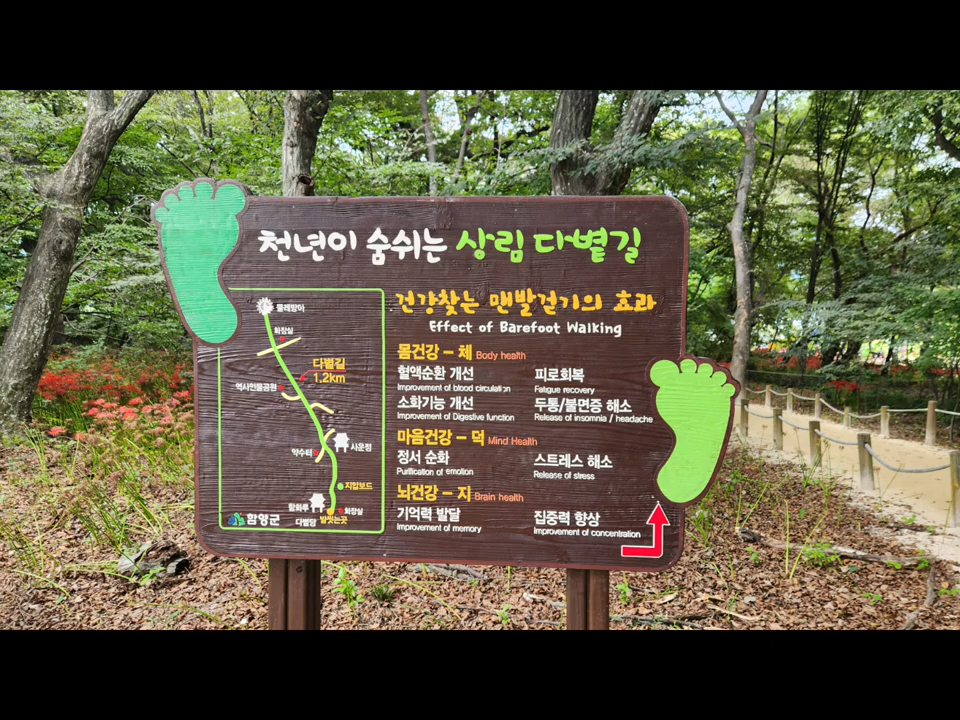 천년이 숨쉬는 상림 다볕길
물레방아
화장실
다볕길
1.2km
역사인물공원
사운정
약수터
지압보드
함화루
화장실
다볕당
발씻는곳
함양군
건강찾는 맨발걷기의 효과
Effect of Barefoot Walking
몸건강 - 체 Body health
혈액순환 개선
Improvement of blood circulation
피로회복
Fatigue recovery
소화기능 개선
Improvement of Digestive function
두통/불면증 해소
Release of insomnia / headache
마음건강 - 덕 Mind Health
정서 순화
Purification of emotion
스트레스 해소
Release of stress
뇌건강 - 지 Brain health
기억력 발달
Improvement of memory
집중력 향상
Improvement of concentration